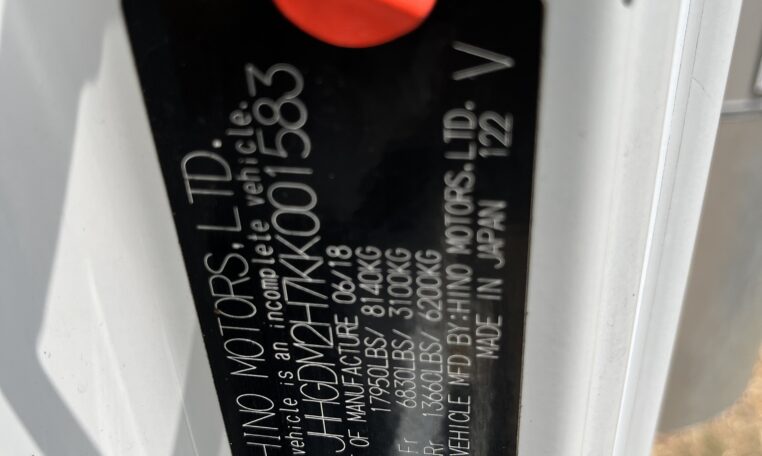 HINO MOTORS, LTD.
vehicle is an incomplete vehicle.
JHHGDM2H7KK001583
OF MANUFACTURE 06/18
17950LBS/ 8140KG
Fr 6830LBS/ 3100KG
Rr 13660LBS/ 6200KG
VEHICLE MFD BY:HINO MOTORS.LTD.
MADE IN JAPAN 122 V